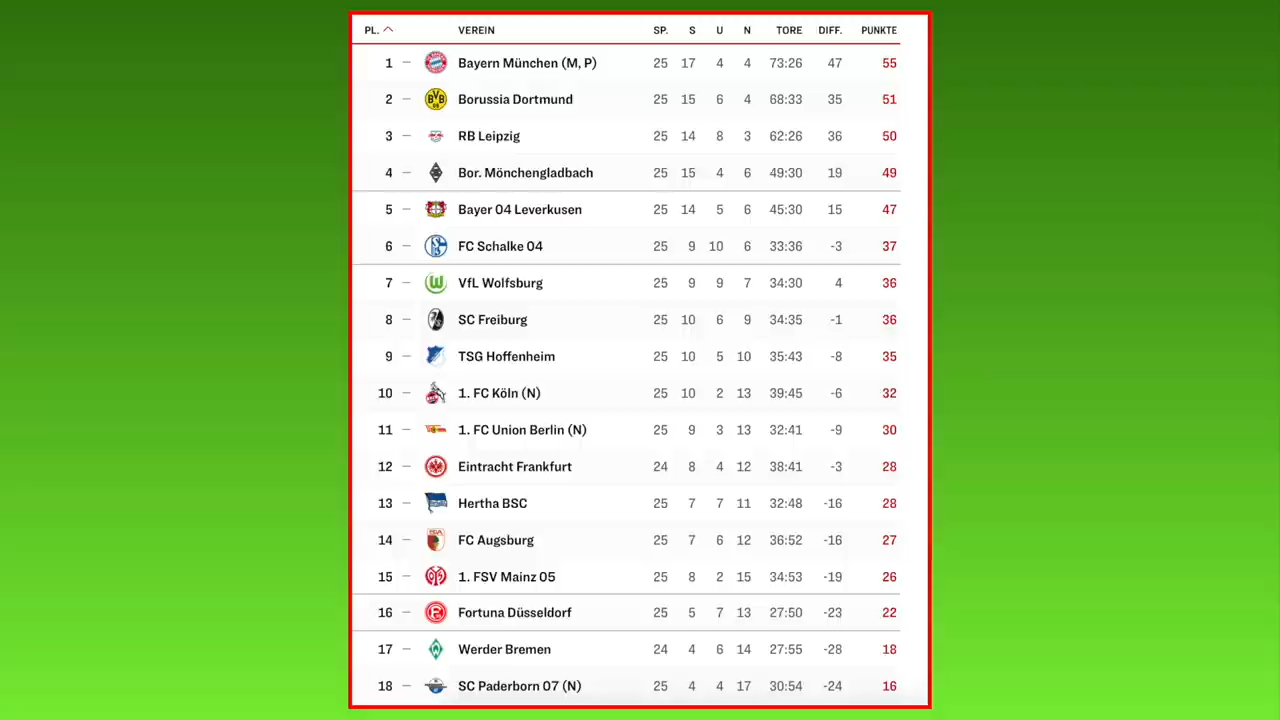 PL. VEREIN SP. S U N TORE DIFF. PUNKTE
1 – Bayern München (M, P) 25 17 4 4 73:26 47 55
2 – Borussia Dortmund 25 15 6 4 68:33 35 51
3 – RB Leipzig 25 14 8 3 62:26 36 50
4 – Bor. Mönchengladbach 25 15 4 6 49:30 19 49
5 – Bayer 04 Leverkusen 25 14 5 6 45:30 15 47
6 – FC Schalke 04 25 9 10 6 33:36 -3 37
7 – VfL Wolfsburg 25 9 9 7 34:30 4 36
8 – SC Freiburg 25 10 6 9 34:35 -1 36
9 – TSG Hoffenheim 25 10 5 10 35:43 -8 35
10 – 1. FC Köln (N) 25 10 2 13 39:45 -6 32
11 – 1. FC Union Berlin (N) 25 9 3 13 32:41 -9 30
12 – Eintracht Frankfurt 24 8 4 12 38:41 -3 28
13 – Hertha BSC 25 7 7 11 32:48 -16 28
14 – FC Augsburg 25 7 6 12 36:52 -16 27
15 – 1. FSV Mainz 05 25 8 2 15 34:53 -19 26
16 – Fortuna Düsseldorf 25 5 7 13 27:50 -23 22
17 – Werder Bremen 24 4 6 14 27:55 -28 18
18 – SC Paderborn 07 (N) 25 4 4 17 30:54 -24 16